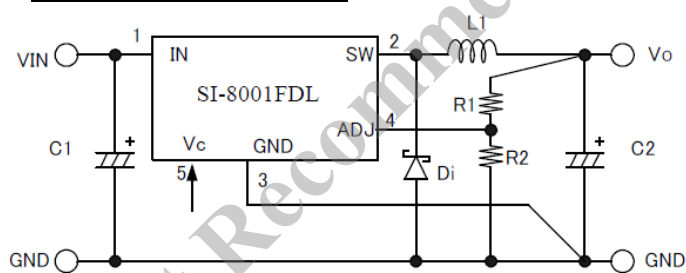 L1
VIN
1
IN
SW
2
Vo
SI-8001FDL
R1
ADJ
4
C1
+
Vc
GND
R2
+
C2
5
3
Di
GND
GND
t Recomme